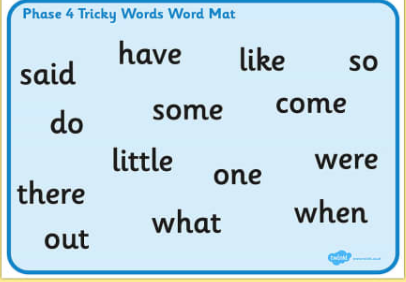 Phase 4 Tricky Words Word Mat
said have like so
do some come
little one were
there what when
out
twinkl